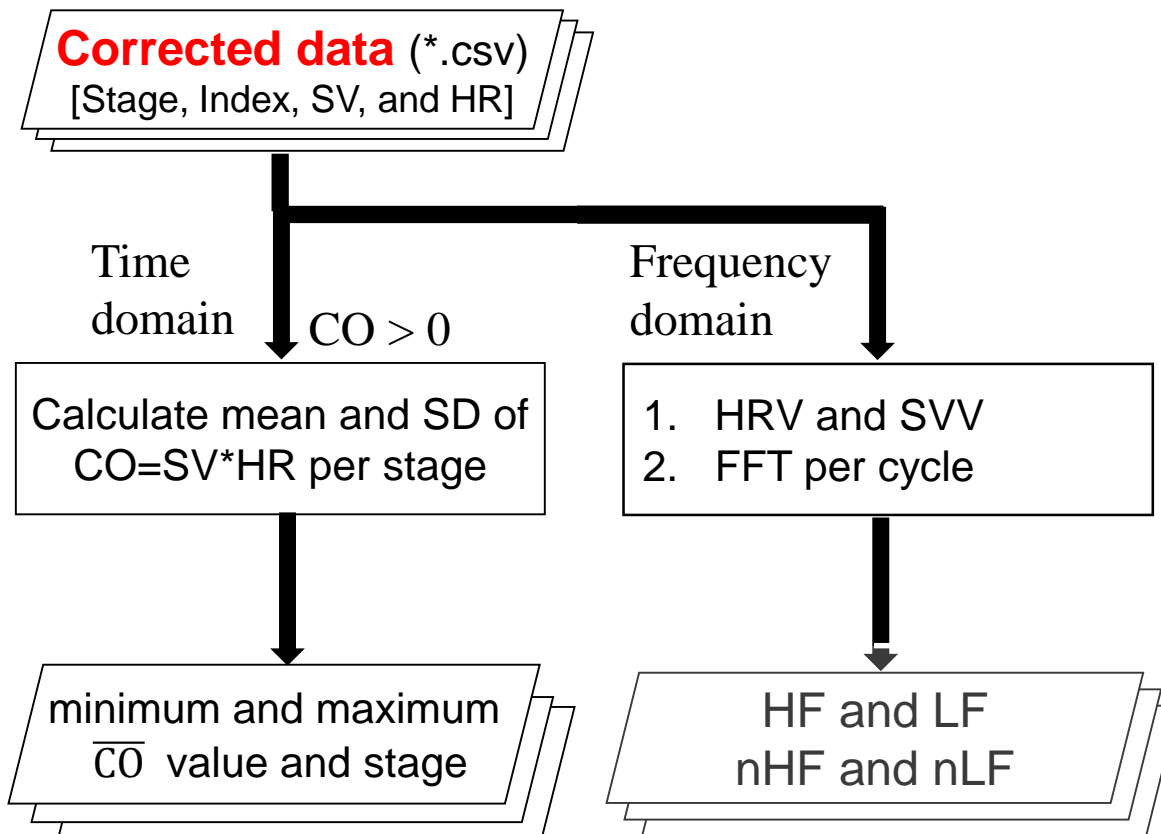 Corrected data (*.csv)
[Stage, Index, SV, and HR]
Time
domain
CO > 0
Frequency
domain
Calculate mean and SD of
CO=SV*HR per stage
1. HRV and SVV
2. FFT per cycle
minimum and maximum
C̅O̅ value and stage
HF and LF
nHF and nLF